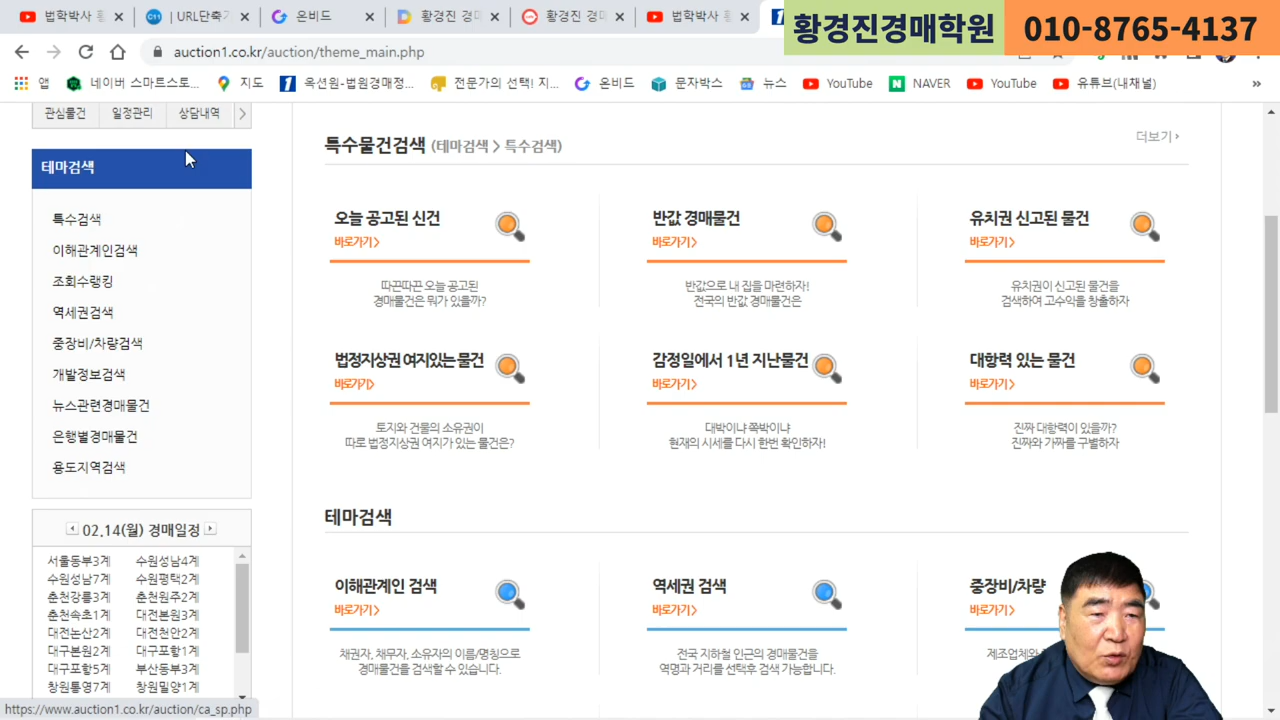 법학박사 황
| URL단축기
온비드
황경진 경매
황경진 경매
법학박사 황
황경진경매학원
010-8765-4137
auction1.co.kr/auction/theme_main.php
앱
네이버 스마트스토...
지도
옥션원-법원경매정...
전문가의 선택! 지...
온비드
문자박스
뉴스
YouTube
NAVER
YouTube
유튜브(내채널)
관심물건
일정관리
상담내역
테마검색
특수검색
이해관계인검색
조회수랭킹
역세권검색
중장비/차량검색
개발정보검색
뉴스관련경매물건
은행별경매물건
용도지역검색
02.14(월) 경매일정
서울동부3계 수원성남4계
수원성남7계 수원평택2계
춘천강릉3계 춘천원주2계
춘천속초1계 대전본원3계
대전논산2계 대전천안2계
대구본원2계 대구포항1계
대구포항5계 부산동부3계
창원통영7계 창원밀양1계
특수물건검색 (테마검색 > 특수검색)
더보기
오늘 공고된 신건
바로가기 >
따끈따끈 오늘 공고된
경매물건은 뭐가 있을까?
반값 경매물건
바로가기 >
반값으로 내 집을 마련하자!
전국의 반값 경매물건은
유치권 신고된 물건
바로가기 >
유치권이 신고된 물건을
검색하여 고수익을 창출하자
법정지상권 여지있는 물건
바로가기>
토지와 건물의 소유권이
따로 법정지상권 여지가 있는 물건은?
감정일에서 1년 지난물건
바로가기 >
대박이냐 쪽박이냐
현재의 시세를 다시 한번 확인하자!
대항력 있는 물건
바로가기 >
진짜 대항력이 있을까?
진짜와 가짜를 구별하자
테마검색
이해관계인 검색
바로가기 >
채권자, 채무자, 소유자의 이름/명칭으로
경매물건을 검색할 수 있습니다.
역세권 검색
바로가기 >
전국 지하철 인근의 경매물건을
역명과 거리를 선택후 검색 가능합니다.
중장비/차량
바로가기 >
제조업체와
https://www.auction1.co.kr/auction/ca_sp.php